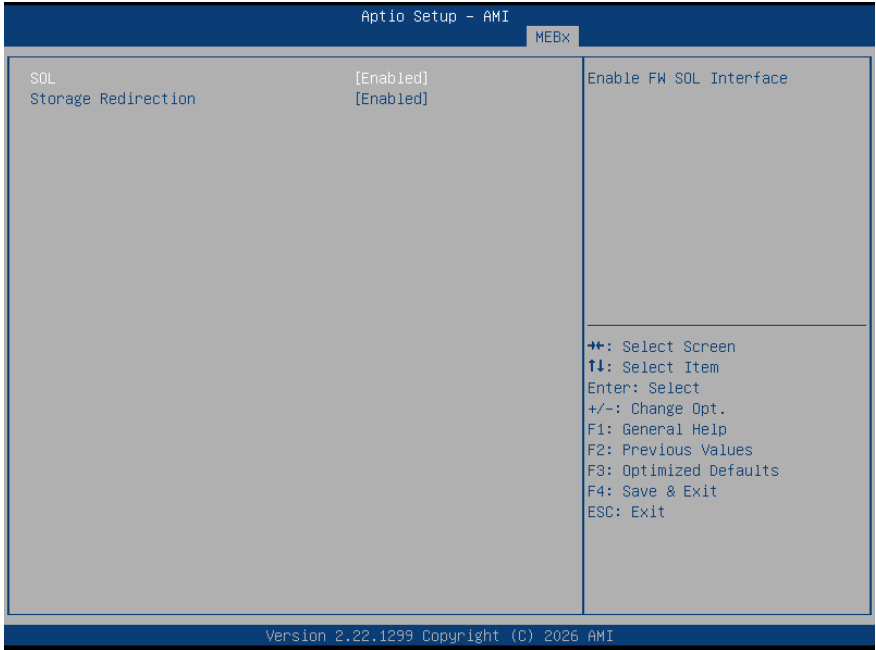 Aptio Setup – AMI
MEBx
SOL [Enabled]
Storage Redirection [Enabled]
Enable FW SOL Interface
→←: Select Screen
↑↓: Select Item
Enter: Select
+/-: Change Opt.
F1: General Help
F2: Previous Values
F3: Optimized Defaults
F4: Save & Exit
ESC: Exit
Version 2.22.1299 Copyright (C) 2026 AMI